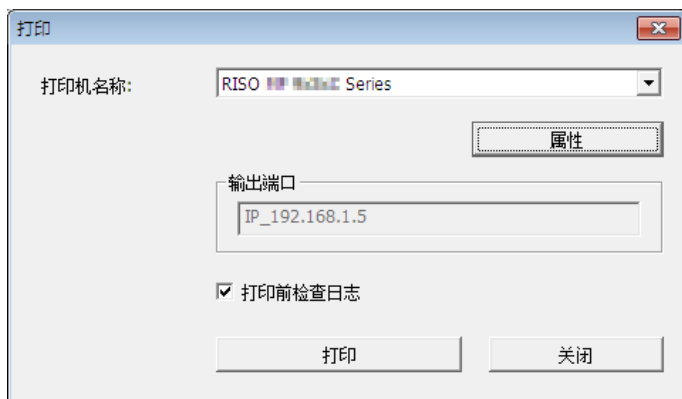 打印
打印机名称:
RISO Series
属性
输出端口
IP_192.168.1.5
打印前检查日志
打印
关闭